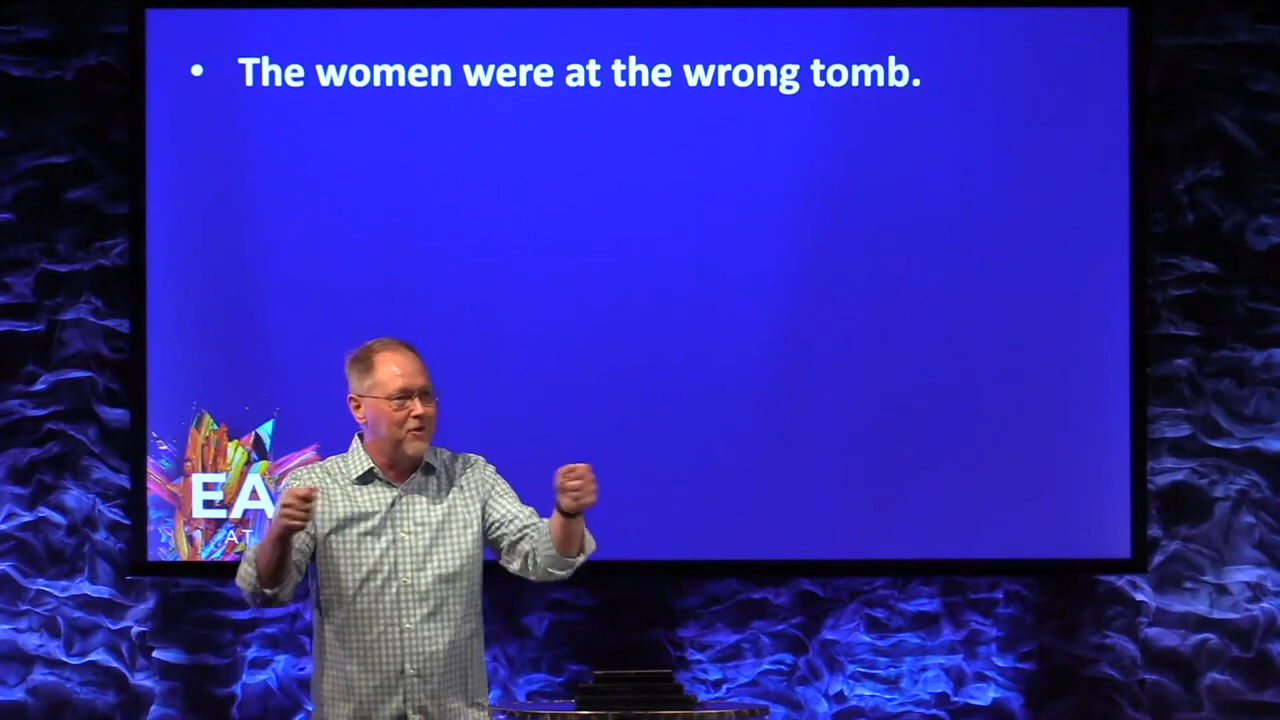 • The women were at the wrong tomb.
EA
AT